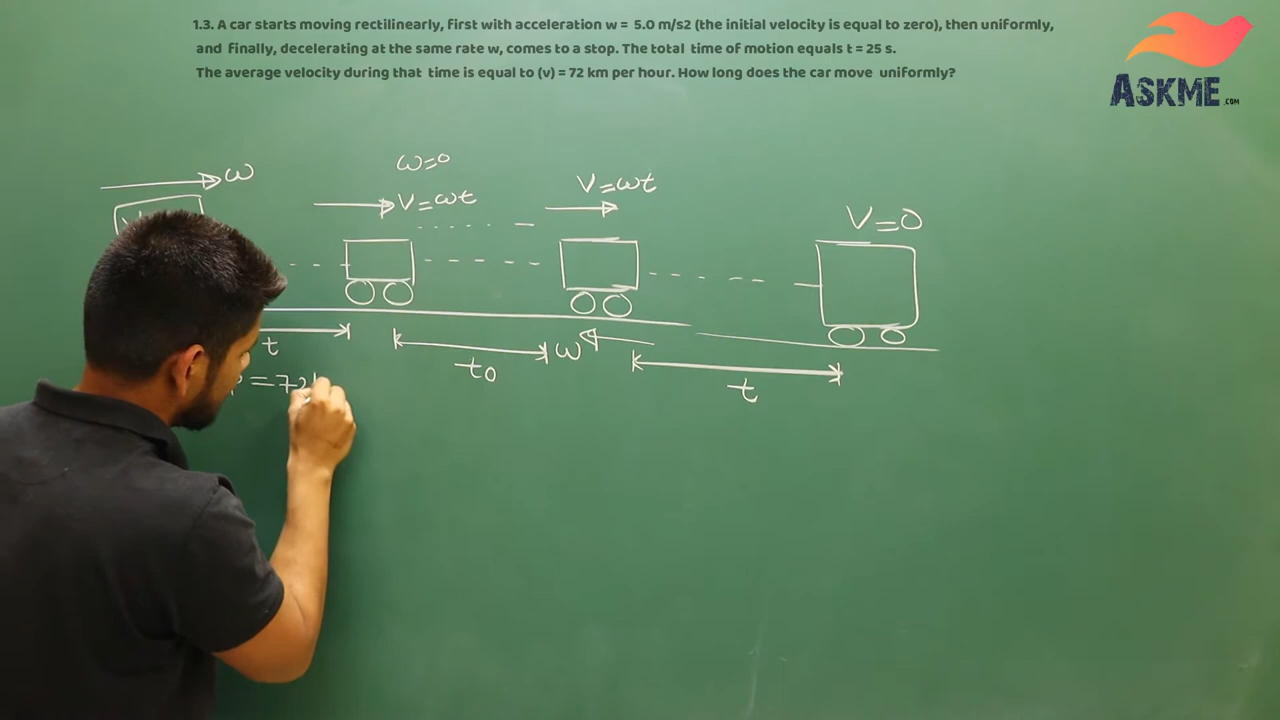 1.3. A car starts moving rectilinearly, first with acceleration w = 5.0 m/s2 (the initial velocity is equal to zero), then uniformly,
and finally, decelerating at the same rate w, comes to a stop. The total time of motion equals t = 25 s.
The average velocity during that time is equal to (v) = 72 km per hour. How long does the car move uniformly?
ASKME.COM
ω
ω=0
V=ωt
V=ωt
V=0
t
t0
ω
t
=72